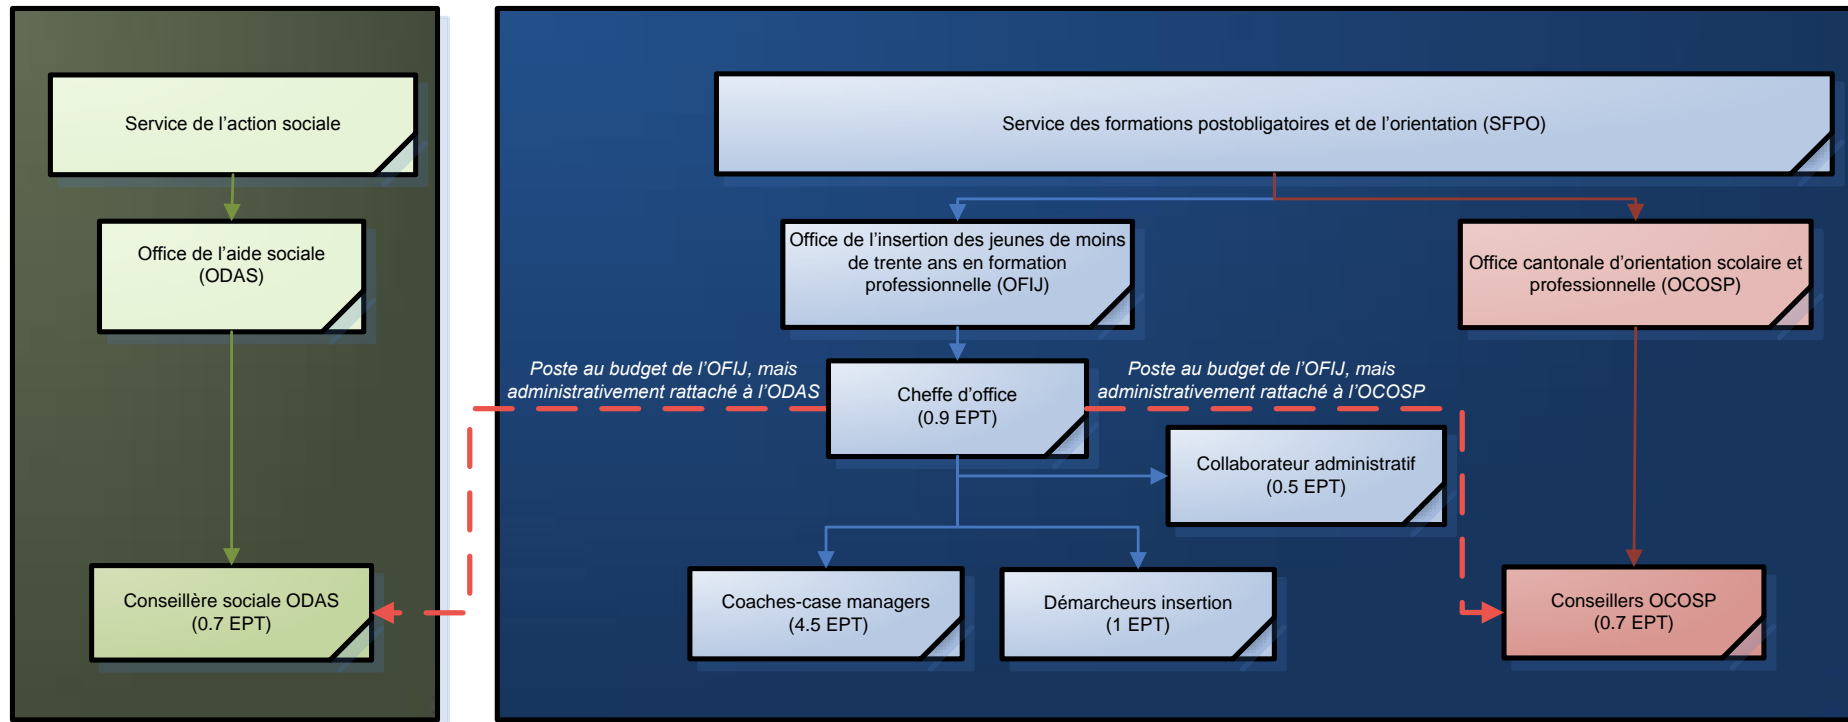 Service de l'action sociale
Service des formations postobligatoires et de l'orientation (SFPO)
Office de l'aide sociale
(ODAS)
Office de l'insertion des jeunes de moins
de trente ans en formation
professionnelle (OFIJ)
Office cantonale d'orientation scolaire et
professionnelle (OCOSP)
Poste au budget de l'OFIJ, mais
administrativement rattaché à l'ODAS
Cheffe d'office
(0.9 EPT)
Poste au budget de l'OFIJ, mais
administrativement rattaché à l'OCOSP
Collaborateur administratif
(0.5 EPT)
Conseillère sociale ODAS
(0.7 EPT)
Coaches-case managers
(4.5 EPT)
Démarcheurs insertion
(1 EPT)
Conseillers OCOSP
(0.7 EPT)